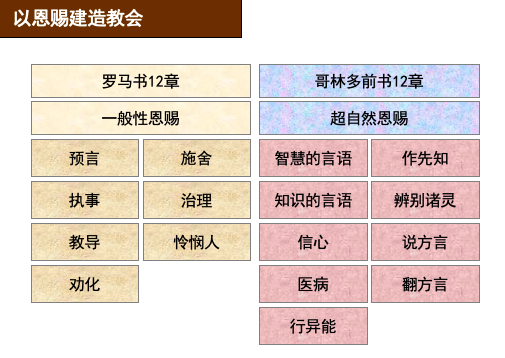 以恩赐建造教会
罗马书12章 哥林多前书12章
一般性恩赐 超自然恩赐
预言 施舍 智慧的言语 作先知
执事 治理 知识的言语 辨别诸灵
教导 怜悯人 信心 说方言
劝化 医病 翻方言
行异能